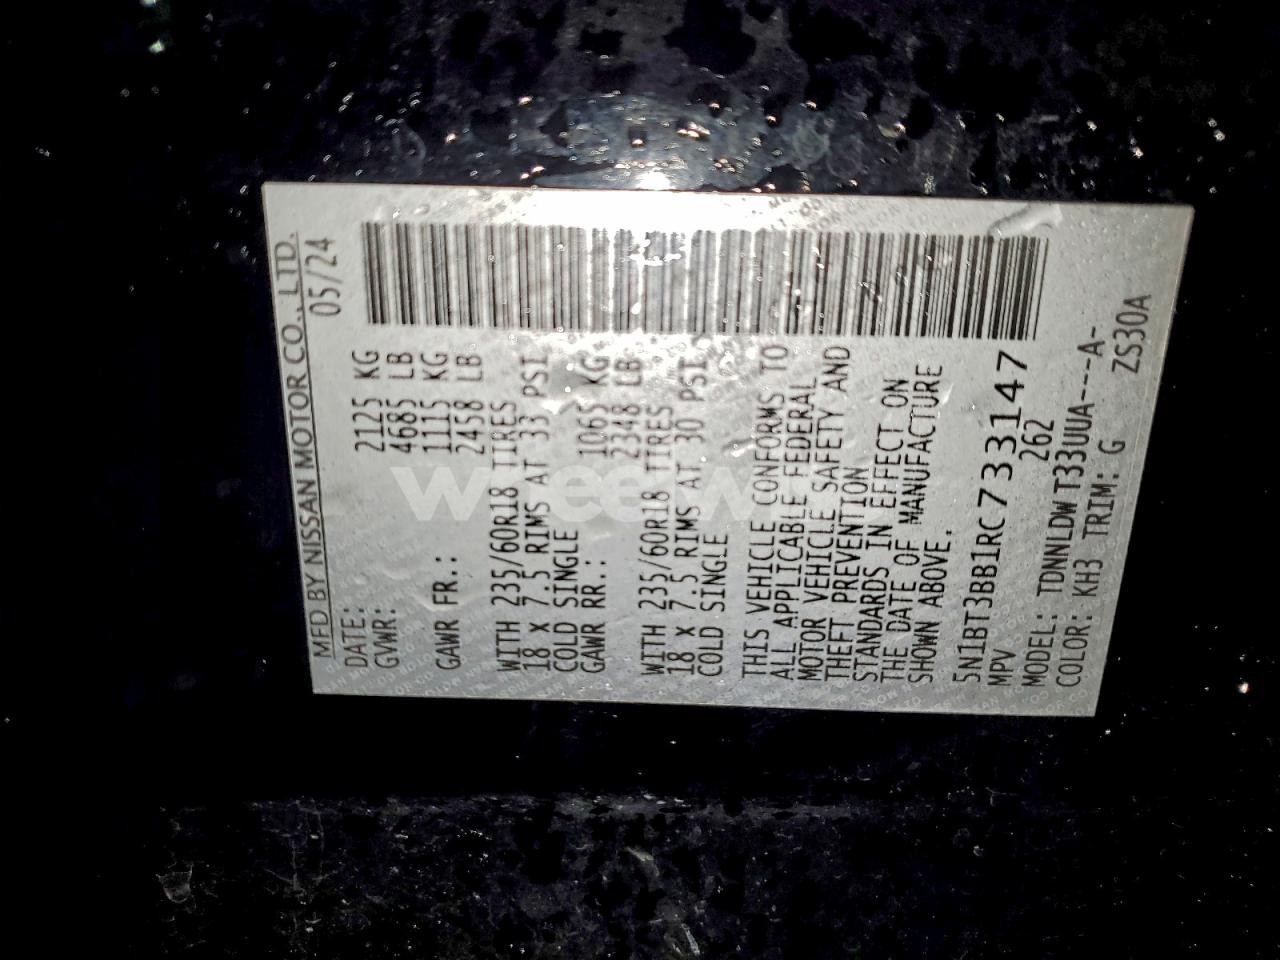 MFD BY NISSAN MOTOR CO., LTD.
DATE: 05/24
GVWR: 2125 KG
4685 LB
GAWR FR.: 1115 KG
2458 LB
WITH 235/60R18 TIRES
18 x 7.5 RIMS AT 33 PSI
COLD SINGLE
GAWR RR.: 1065 KG
2348 LB
WITH 235/60R18 TIRES
18 x 7.5 RIMS AT 30 PSI
COLD SINGLE
THIS VEHICLE CONFORMS TO
ALL APPLICABLE FEDERAL
MOTOR VEHICLE SAFETY AND
THEFT PREVENTION
STANDARDS IN EFFECT ON
THE DATE OF MANUFACTURE
SHOWN ABOVE.
5N1BT3BB1RC733147
MPV 262
MODEL: TDNNLDWT33UUA----A-
COLOR: KH3 TRIM: G ZS30A